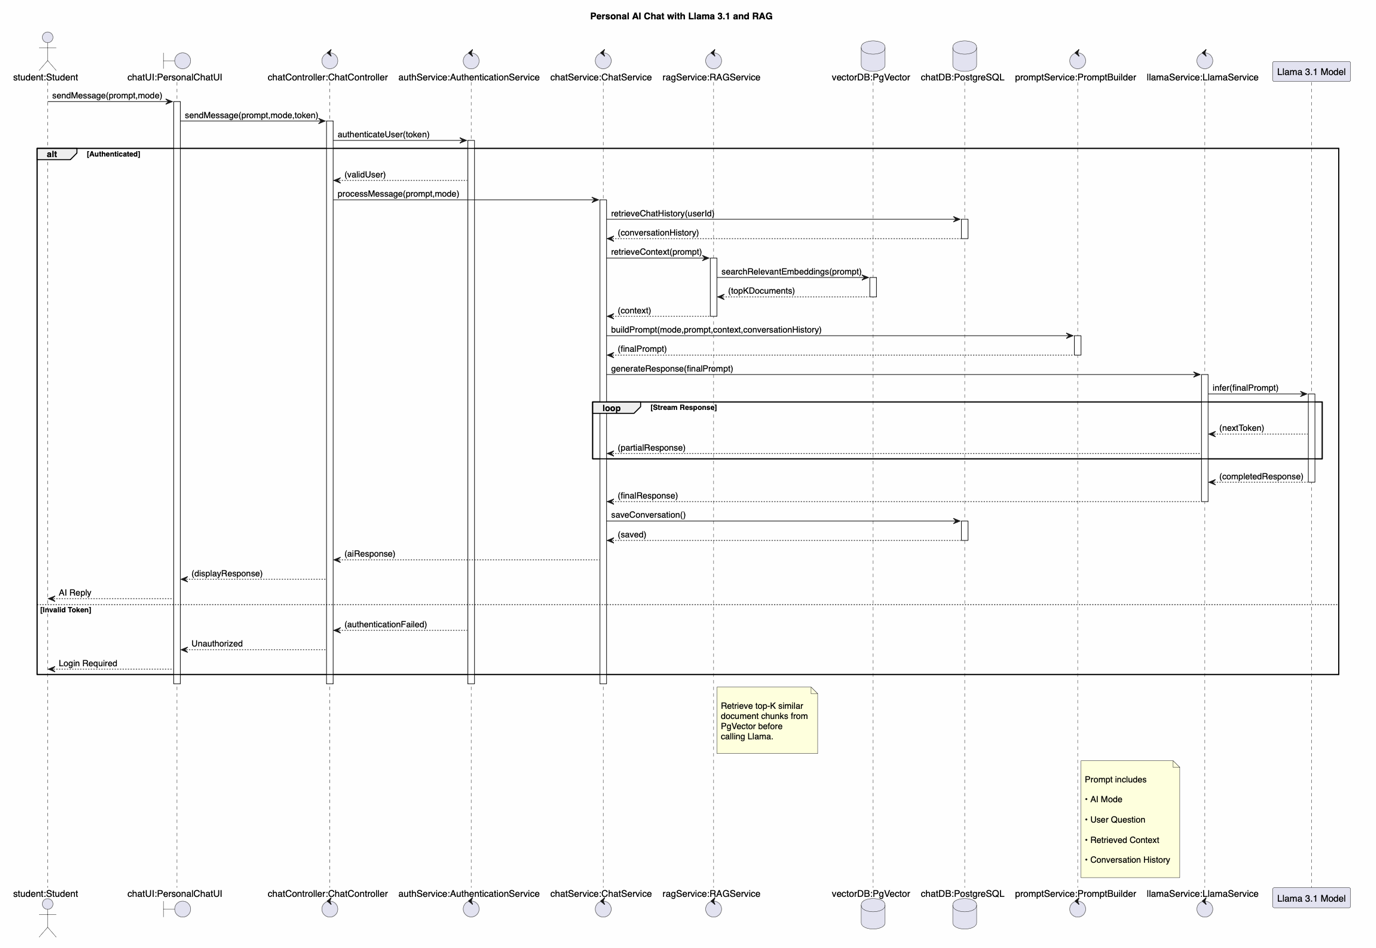 Personal AI Chat with Llama 3.1 and RAG
student:Student
chatUI:PersonalChatUI
chatController:ChatController
authService:AuthenticationService
chatService:ChatService
ragService:RAGService
vectorDB:PgVector
chatDB:PostgreSQL
promptService:PromptBuilder
llamaService:LlamaService
Llama 3.1 Model
sendMessage(prompt,mode)
sendMessage(prompt,mode,token)
authenticateUser(token)
alt
[Authenticated]
(validUser)
processMessage(prompt,mode)
retrieveChatHistory(userId)
(conversationHistory)
retrieveContext(prompt)
searchRelevantEmbeddings(prompt)
(topKDocuments)
(context)
buildPrompt(mode,prompt,context,conversationHistory)
(finalPrompt)
generateResponse(finalPrompt)
infer(finalPrompt)
loop
[Stream Response]
(nextToken)
(partialResponse)
(completedResponse)
(finalResponse)
saveConversation()
(saved)
(aiResponse)
(displayResponse)
AI Reply
[Invalid Token]
(authenticationFailed)
Unauthorized
Login Required
Retrieve top-K similar
document chunks from
PgVector before
calling Llama.
Prompt includes
• AI Mode
• User Question
• Retrieved Context
• Conversation History
student:Student
chatUI:PersonalChatUI
chatController:ChatController
authService:AuthenticationService
chatService:ChatService
ragService:RAGService
vectorDB:PgVector
chatDB:PostgreSQL
promptService:PromptBuilder
llamaService:LlamaService
Llama 3.1 Model